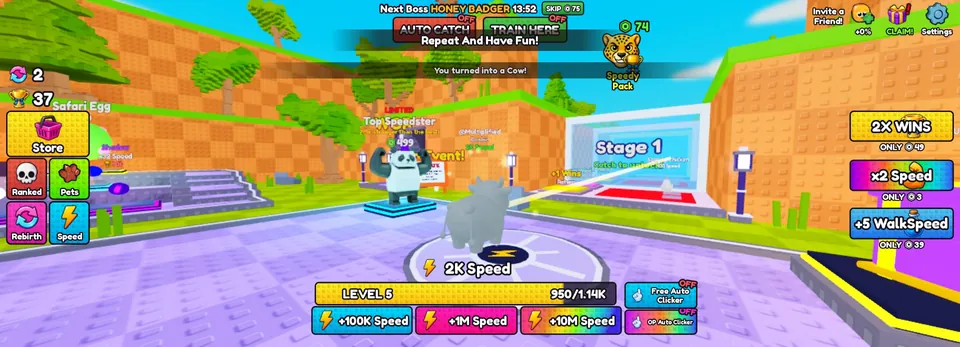 Next Boss HONEY BADGER 13:52 SKIP 75
OFF
AUTO CATCH
OFF
TRAIN HERE
Repeat And Have Fun!
You turned into a Cow!
74
Speedy
Pack
Invite a
Friend!
+0%
CLAIM!
Settings
2
37
Safari Egg
Store
Ranked
Pets
Rebirth
Speed
LIMITED
Top Speedster
499
Event!
Stage 1
+1 Wins
2X WINS
ONLY 49
x2 Speed
ONLY 3
+5 WalkSpeed
ONLY 39
2K Speed
LEVEL 5
950/1.14K
OFF
Free Auto
Clicker
+100K Speed
+1M Speed
+10M Speed
OFF
OP Auto Clicker